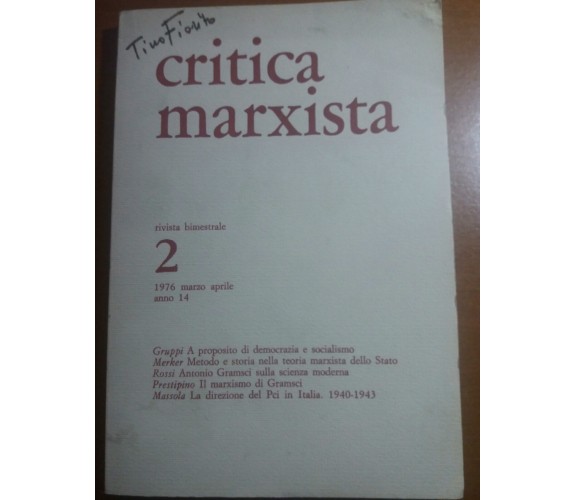 Tino Fiorito
critica
marxista
rivista bimestrale
2
1976 marzo aprile
anno 14
Gruppi A proposito di democrazia e socialismo
Merker Metodo e storia nella teoria marxista dello Stato
Rossi Antonio Gramsci sulla scienza moderna
Prestipino Il marxismo di Gramsci
Massola La direzione del Pci in Italia. 1940-1943